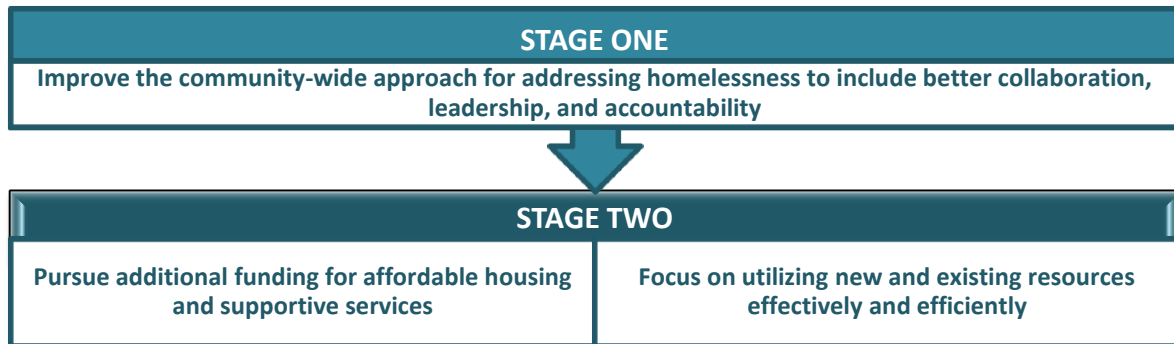 STAGE ONE
Improve the community-wide approach for addressing homelessness to include better collaboration,
leadership, and accountability
STAGE TWO
Pursue additional funding for affordable housing
and supportive services
Focus on utilizing new and existing resources
effectively and efficiently